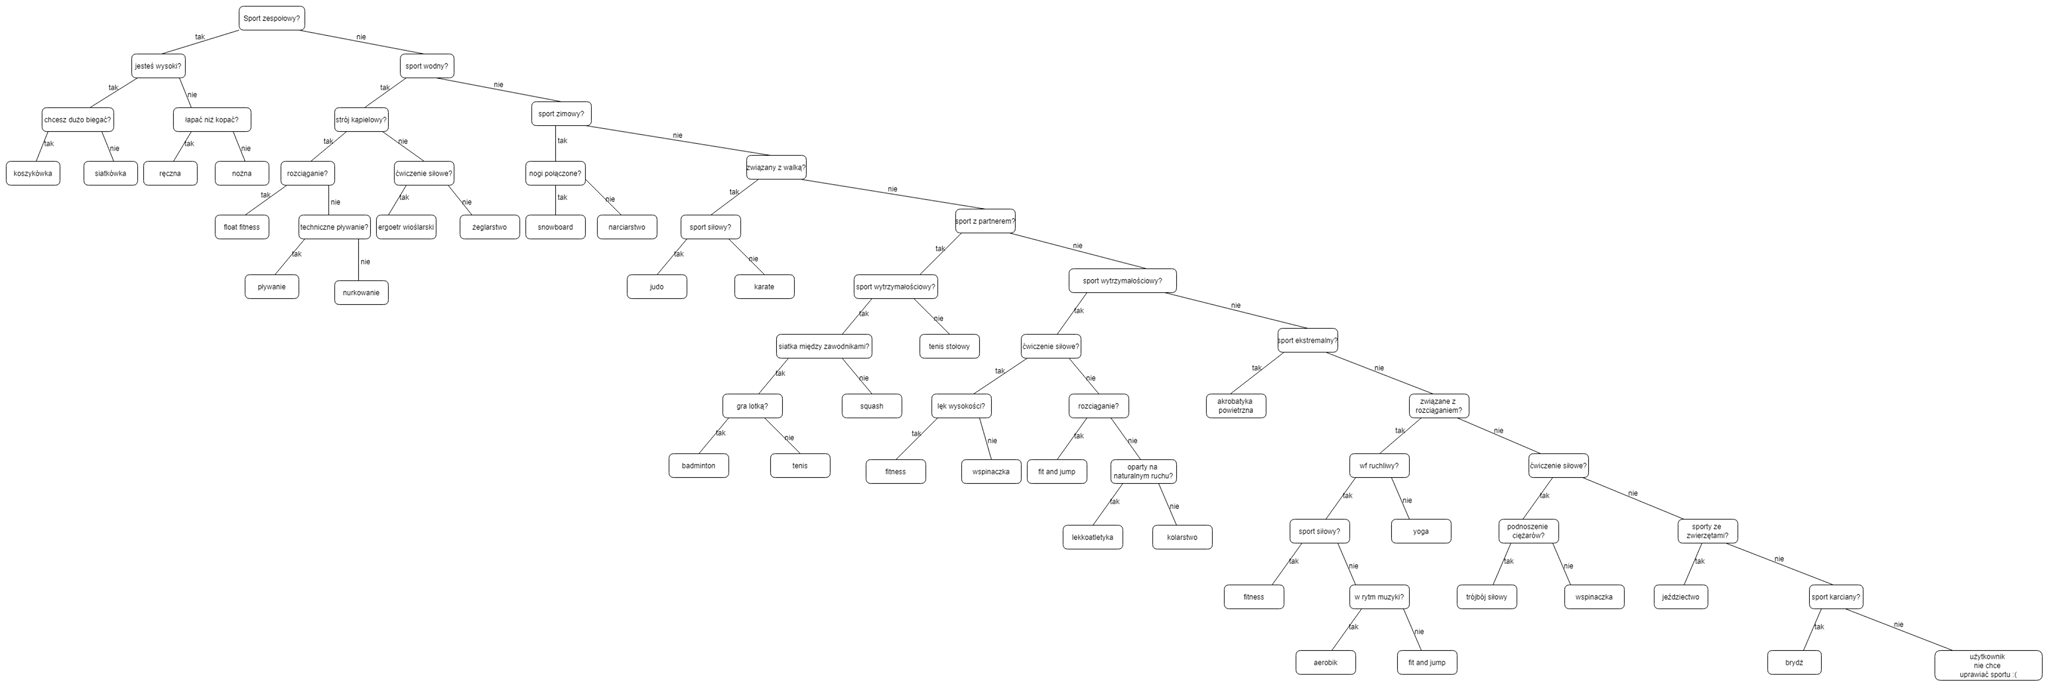 Sport zespołowy?
tak
nie
jesteś wysoki?
sport wodny?
tak
nie
tak
nie
chcesz dużo biegać?
łapać niż kopać?
strój kąpielowy?
sport zimowy?
tak
nie
tak
nie
tak
nie
tak
nie
koszykówka
siatkówka
ręczna
nożna
rozciąganie?
ćwiczenie siłowe?
nogi połączone?
związany z walką?
tak
nie
tak
nie
tak
nie
tak
nie
float fitness
techniczne pływanie?
ergoetr wioślarski
żeglarstwo
snowboard
narciarstwo
sport siłowy?
sport z partnerem?
tak
nie
tak
nie
tak
nie
pływanie
nurkowanie
judo
karate
sport wytrzymałościowy?
sport wytrzymałościowy?
tak
nie
tak
nie
siatka między zawodnikami?
tenis stołowy
ćwiczenie siłowe?
sport ekstremalny?
tak
nie
tak
nie
tak
nie
gra lotką?
squash
lęk wysokości?
rozciąganie?
akrobatyka
powietrzna
związane z
rozciąganiem?
tak
nie
tak
nie
tak
nie
tak
nie
badminton
tenis
fitness
wspinaczka
fit and jump
oparty na
naturalnym ruchu?
wf ruchliwy?
ćwiczenie siłowe?
tak
nie
tak
nie
tak
nie
lekkoatletyka
kolarstwo
sport siłowy?
yoga
podnoszenie
ciężarów?
sporty ze
zwierzętami?
tak
nie
tak
nie
tak
nie
fitness
w rytm muzyki?
trójbój siłowy
wspinaczka
jeździectwo
sport karciany?
tak
nie
tak
nie
aerobik
fit and jump
brydż
użytkownik
nie chce
uprawiać sportu :(